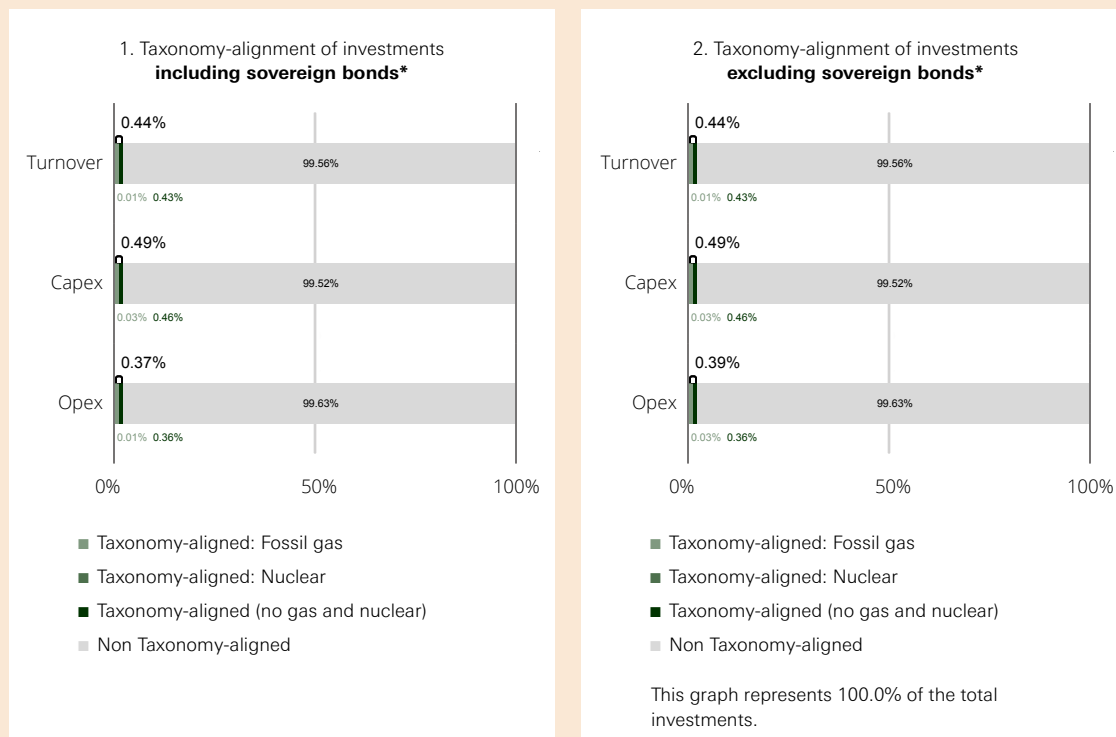 1. Taxonomy-alignment of investments
including sovereign bonds*
0.44%
Turnover
99.56%
0.01% 0.43%
0.49%
Capex
99.52%
0.03% 0.46%
0.37%
Opex
99.63%
0.01% 0.36%
0% 50% 100%
Taxonomy-aligned: Fossil gas
Taxonomy-aligned: Nuclear
Taxonomy-aligned (no gas and nuclear)
Non Taxonomy-aligned
2. Taxonomy-alignment of investments
excluding sovereign bonds*
0.44%
Turnover
99.56%
0.01% 0.43%
0.49%
Capex
99.52%
0.03% 0.46%
0.39%
Opex
99.63%
0.03% 0.36%
0% 50% 100%
Taxonomy-aligned: Fossil gas
Taxonomy-aligned: Nuclear
Taxonomy-aligned (no gas and nuclear)
Non Taxonomy-aligned
This graph represents 100.0% of the total
investments.